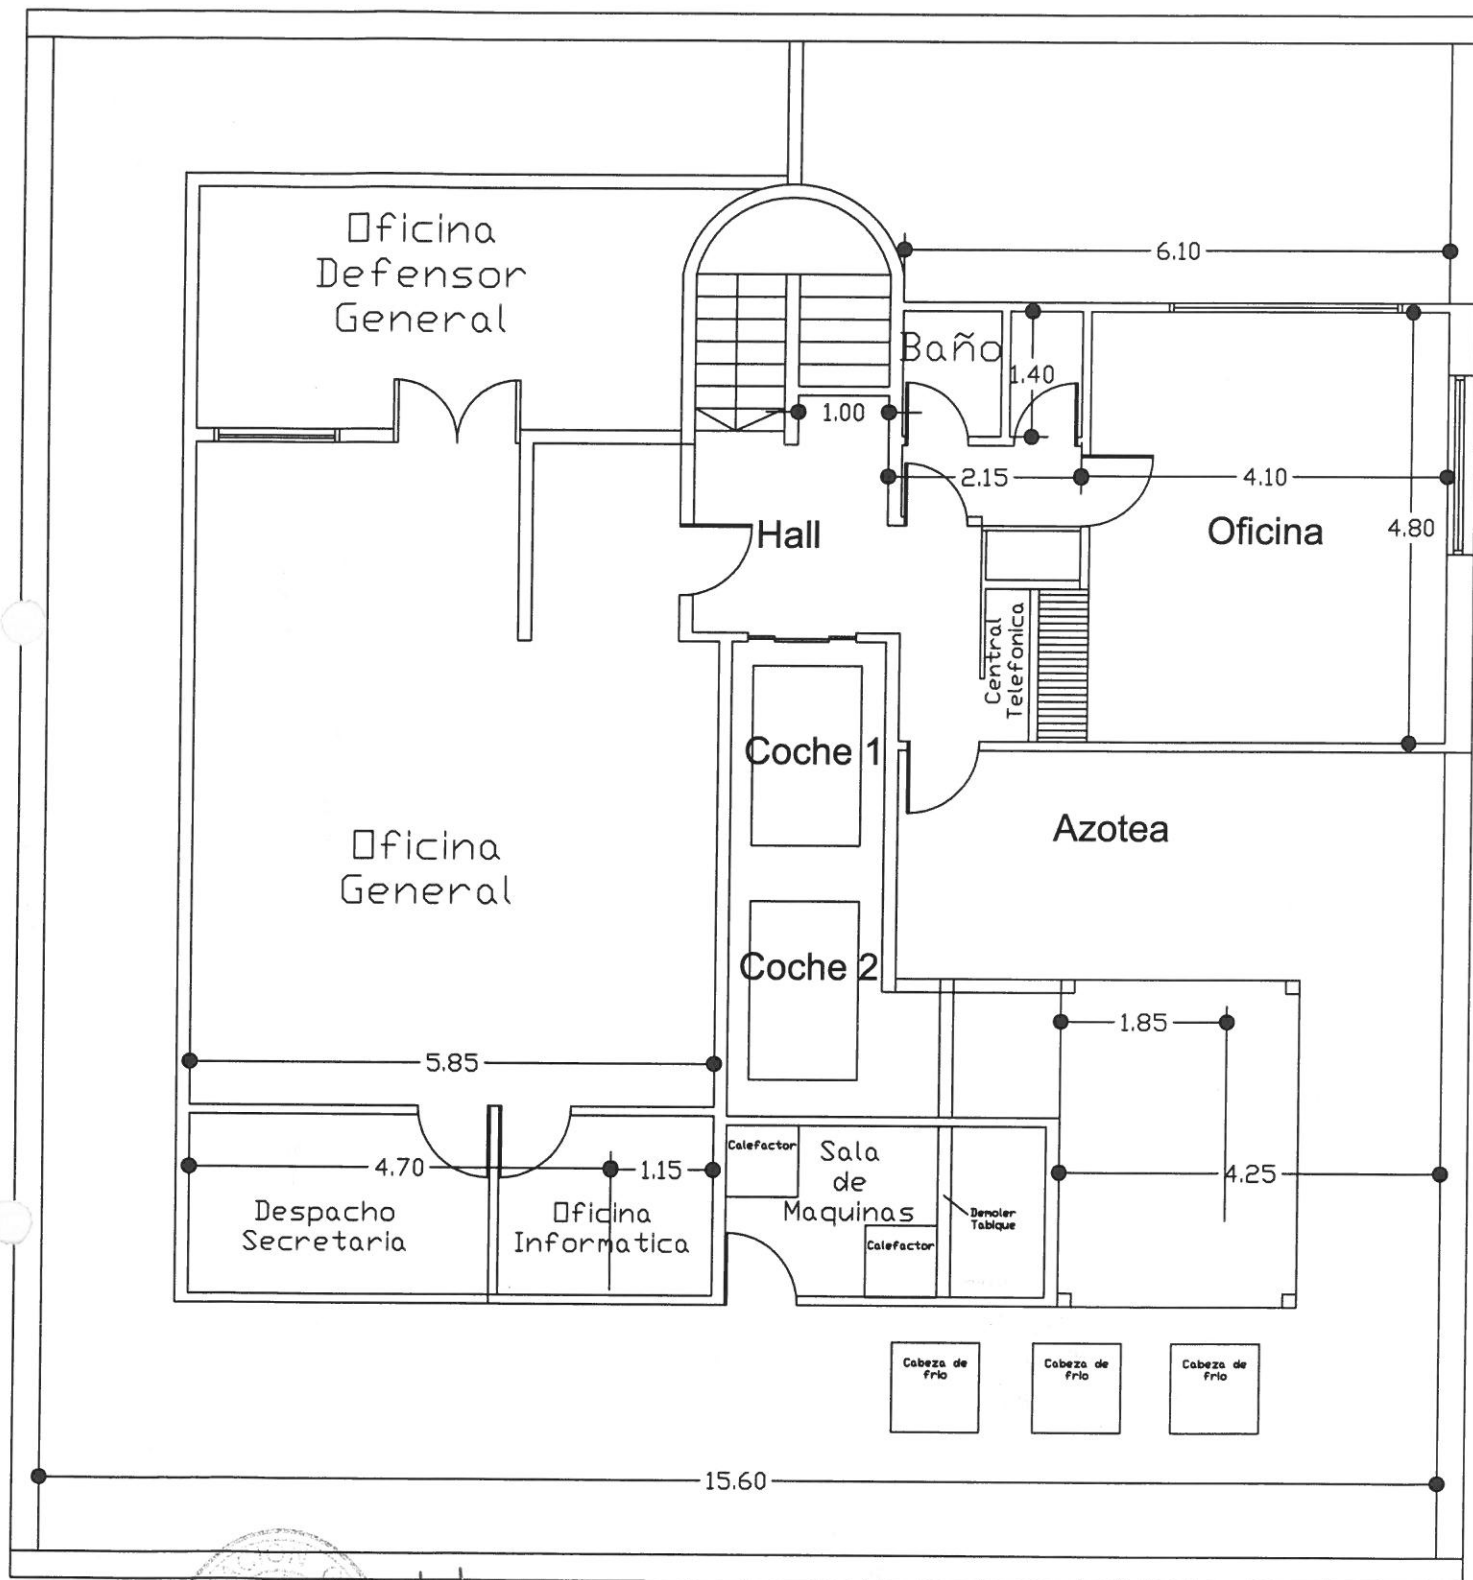 Oficina
Defensor
General
6.10
Baño
1.40
1.00
2.15
4.10
Hall
Oficina
4.80
Central
Telefonica
Coche 1
Azotea
Oficina
General
Coche 2
1.85
5.85
Calefactor
Sala
de
Maquinas
4.70
1.15
4.25
Despacho
Secretaria
Oficina
Informatica
Demoler
Tabique
Calefactor
Cabeza de
frio
Cabeza de
frio
Cabeza de
frio
15.60